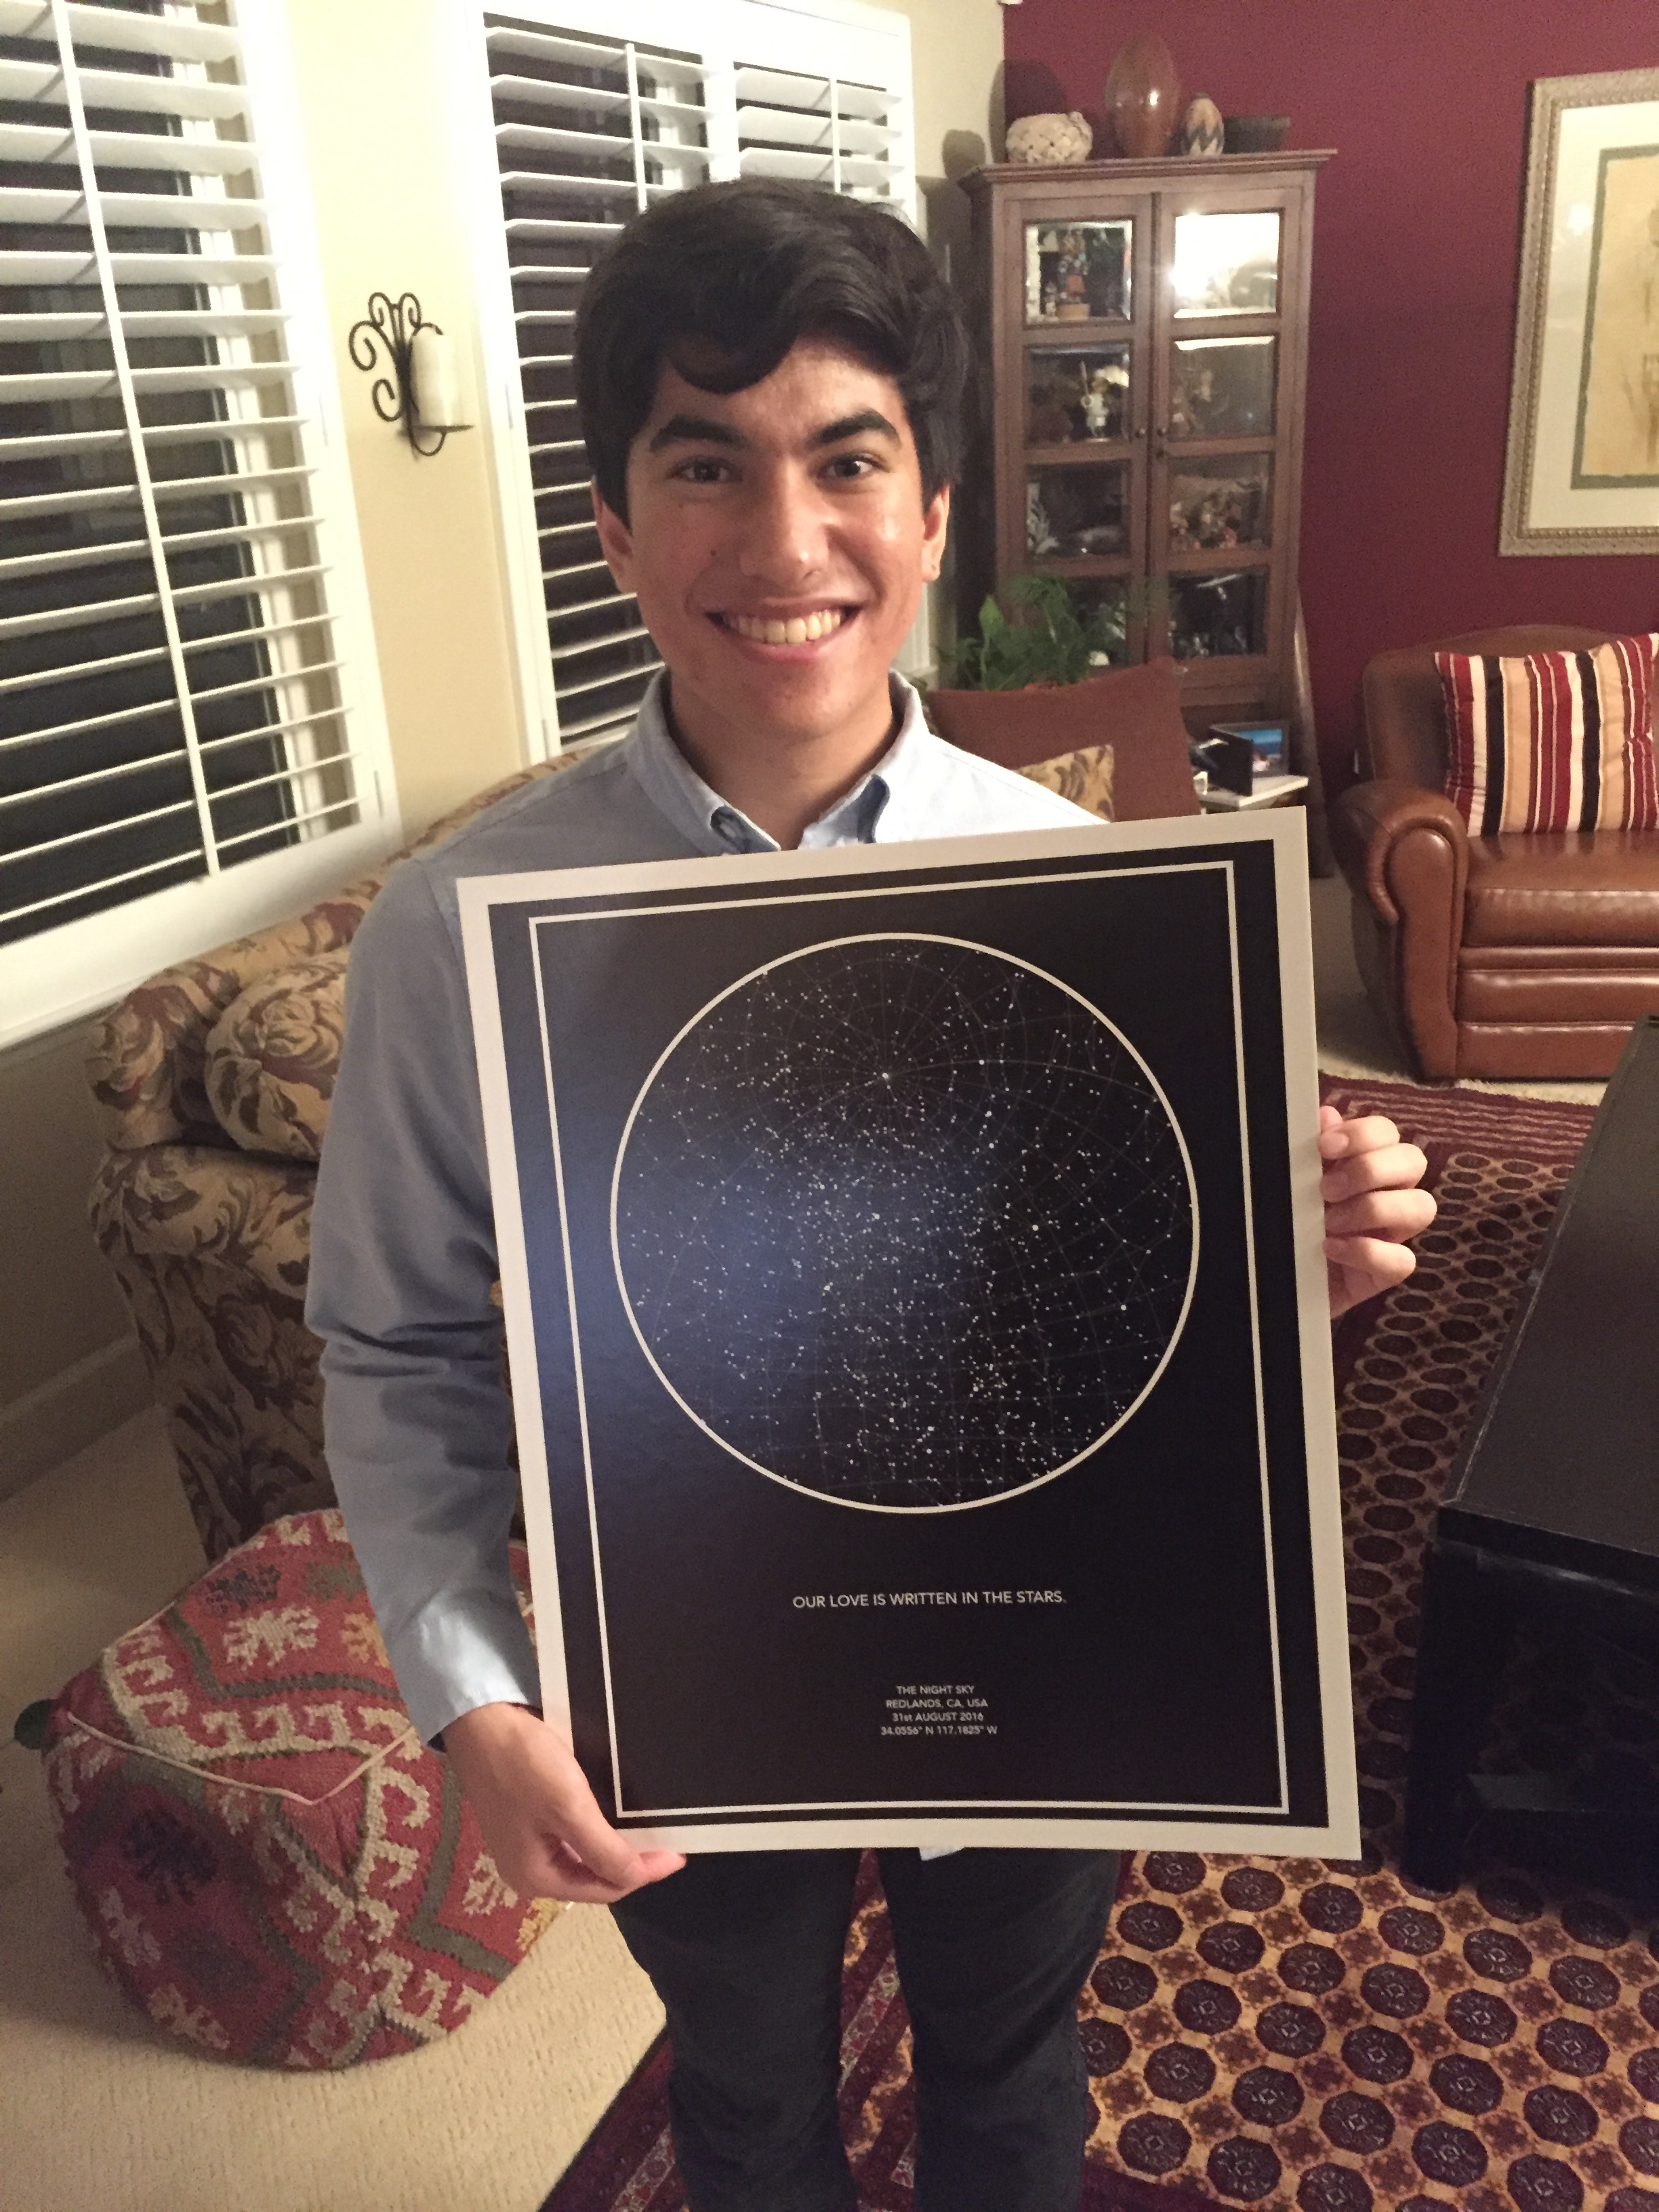 OUR LOVE IS WRITTEN IN THE STARS.
THE NIGHT SKY
REDLANDS, CA, USA
31st AUGUST 2016
34.0556° N 117.1825° W